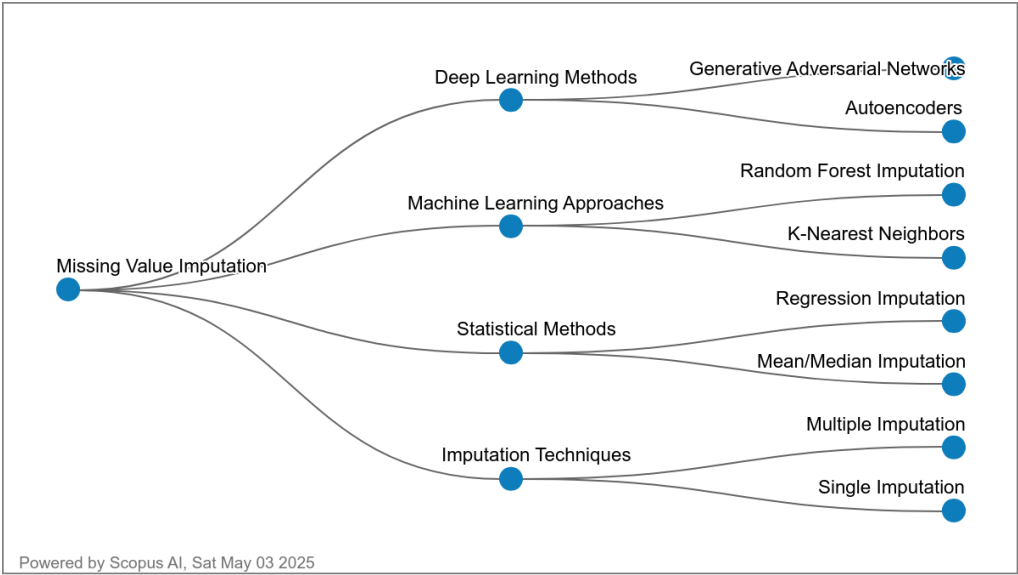 Generative Adversarial Networks
Deep Learning Methods
Autoencoders
Random Forest Imputation
Machine Learning Approaches
K-Nearest Neighbors
Missing Value Imputation
Regression Imputation
Statistical Methods
Mean/Median Imputation
Multiple Imputation
Imputation Techniques
Single Imputation
Powered by Scopus AI, Sat May 03 2025